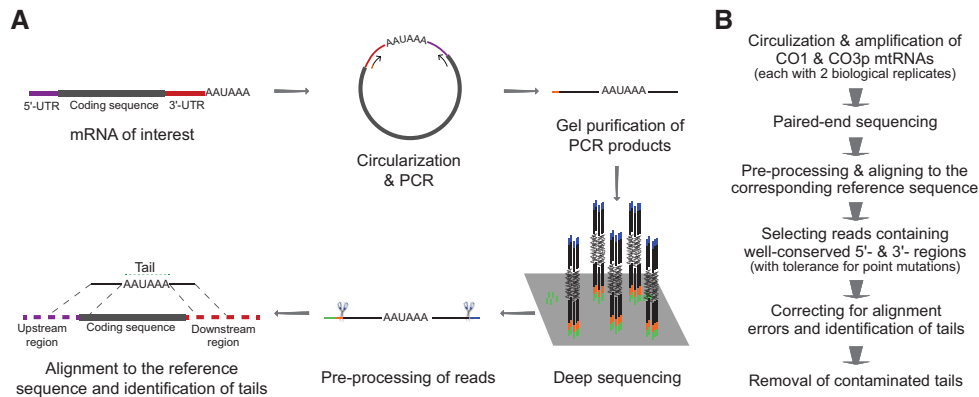 A
AAUAAA
5'-UTR Coding sequence 3'-UTR
mRNA of interest
AAUAAA
Circularization
& PCR
AAUAAA
Gel purification of
PCR products
Tail
AAUAAA
Upstream
region
Coding sequence
Downstream
region
Alignment to the reference
sequence and identification of tails
AAUAAA
Pre-processing of reads
Deep sequencing
B
Circulization & amplification of
CO1 & CO3p mtRNAs
(each with 2 biological replicates)
Paired-end sequencing
Pre-processing & aligning to the
corresponding reference sequence
Selecting reads containing
well-conserved 5'- & 3'- regions
(with tolerance for point mutations)
Correcting for alignment
errors and identification of tails
Removal of contaminated tails